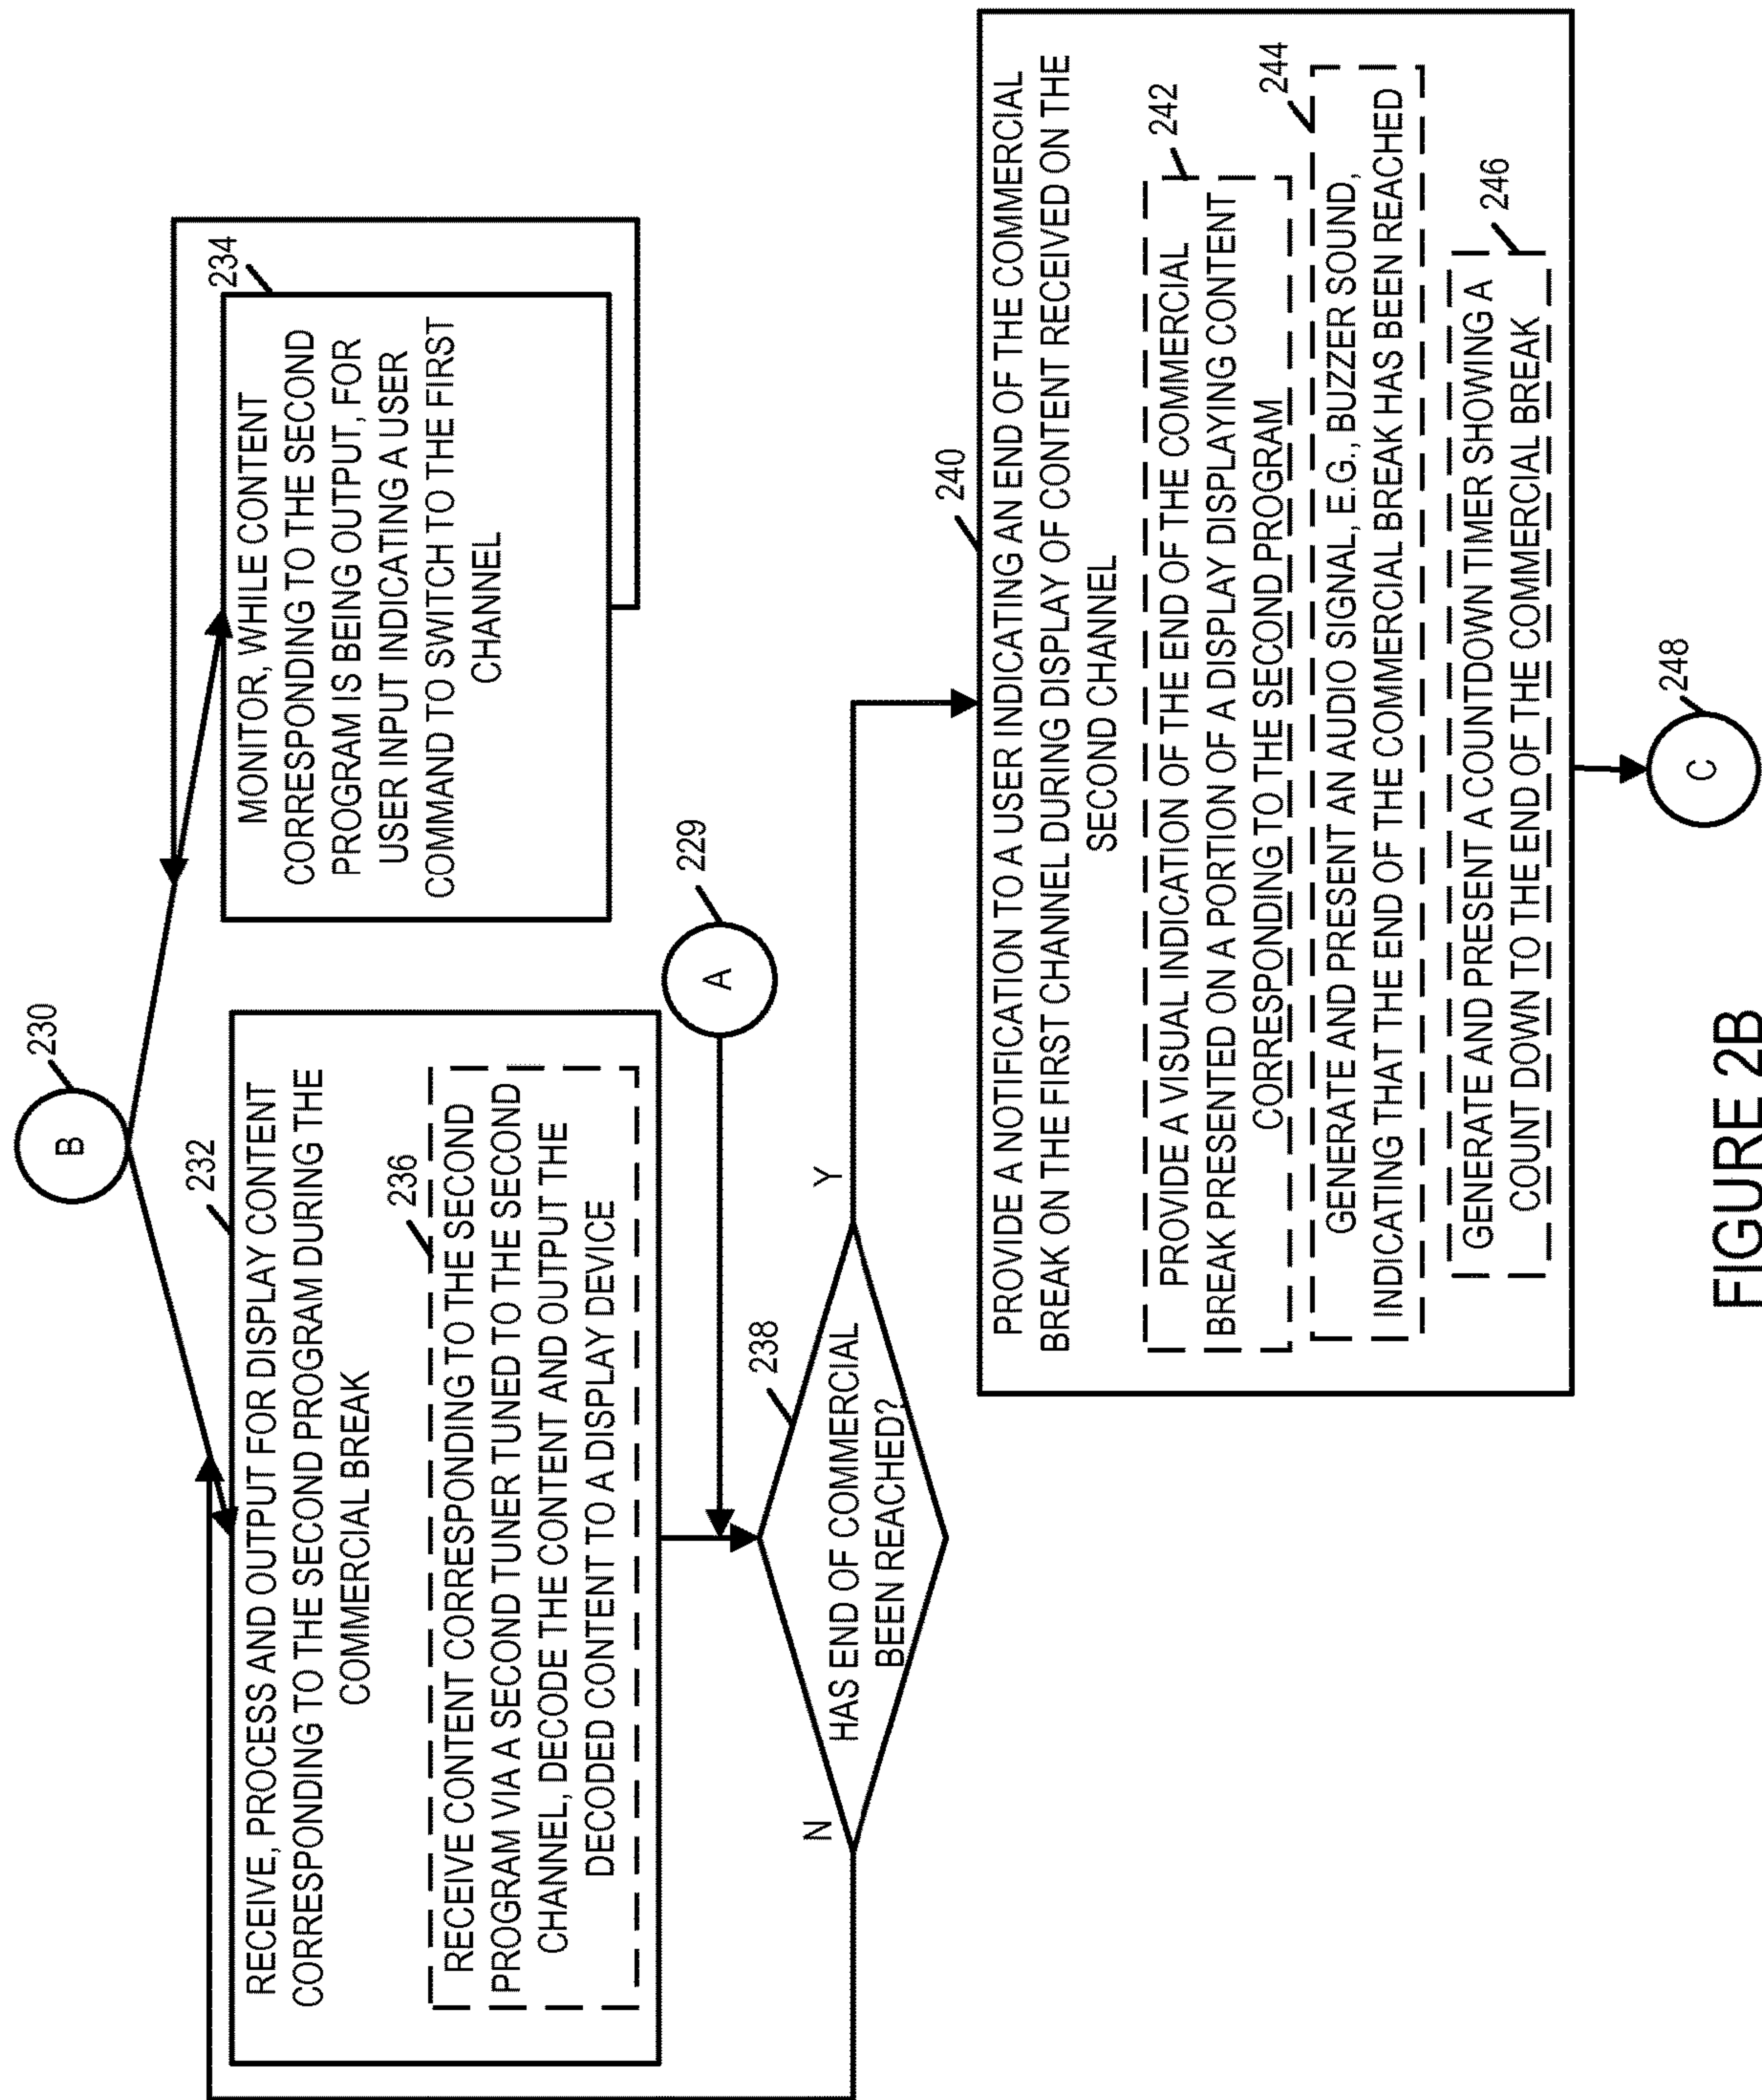 B
230
232
RECEIVE, PROCESS AND OUTPUT FOR DISPLAY CONTENT
CORRESPONDING TO THE SECOND PROGRAM DURING THE
COMMERCIAL BREAK
236
RECEIVE CONTENT CORRESPONDING TO THE SECOND
PROGRAM VIA A SECOND TUNER TUNED TO THE SECOND
CHANNEL, DECODE THE CONTENT AND OUTPUT THE
DECODED CONTENT TO A DISPLAY DEVICE
234
MONITOR, WHILE CONTENT
CORRESPONDING TO THE SECOND
PROGRAM IS BEING OUTPUT, FOR
USER INPUT INDICATING A USER
COMMAND TO SWITCH TO THE FIRST
CHANNEL
229
A
238
HAS END OF COMMERCIAL
BEEN REACHED?
N
Y
240
PROVIDE A NOTIFICATION TO A USER INDICATING AN END OF THE COMMERCIAL
BREAK ON THE FIRST CHANNEL DURING DISPLAY OF CONTENT RECEIVED ON THE
SECOND CHANNEL
242
PROVIDE A VISUAL INDICATION OF THE END OF THE COMMERCIAL
BREAK PRESENTED ON A PORTION OF A DISPLAY DISPLAYING CONTENT
CORRESPONDING TO THE SECOND PROGRAM
244
GENERATE AND PRESENT AN AUDIO SIGNAL, E.G., BUZZER SOUND,
INDICATING THAT THE END OF THE COMMERCIAL BREAK HAS BEEN REACHED
246
GENERATE AND PRESENT A COUNTDOWN TIMER SHOWING A
COUNT DOWN TO THE END OF THE COMMERCIAL BREAK
248
C
FIGURE 2B